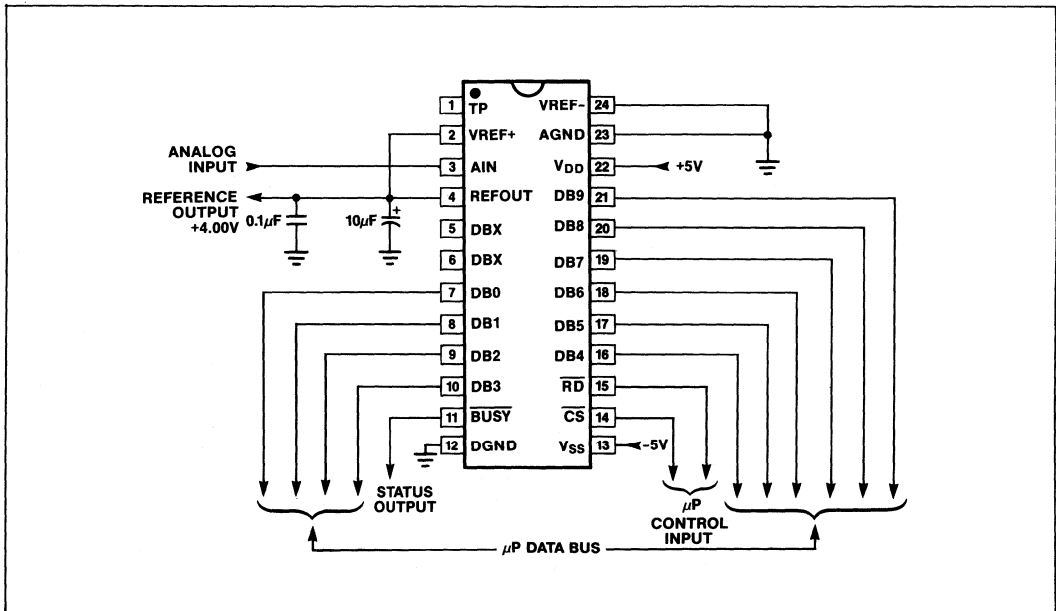 1 TP VREF- 24
2 VREF+ AGND 23
ANALOG
INPUT
3 AIN VDD 22 +5V
REFERENCE
OUTPUT
+4.00V
0.1µF
10µF
+
4 REFOUT DB9 21
5 DBX DB8 20
6 DBX DB7 19
7 DB0 DB6 18
8 DB1 DB5 17
9 DB2 DB4 16
10 DB3 RD 15
11 BUSY CS 14
12 DGND VSS 13 -5V
STATUS
OUTPUT
µP
CONTROL
INPUT
µP DATA BUS